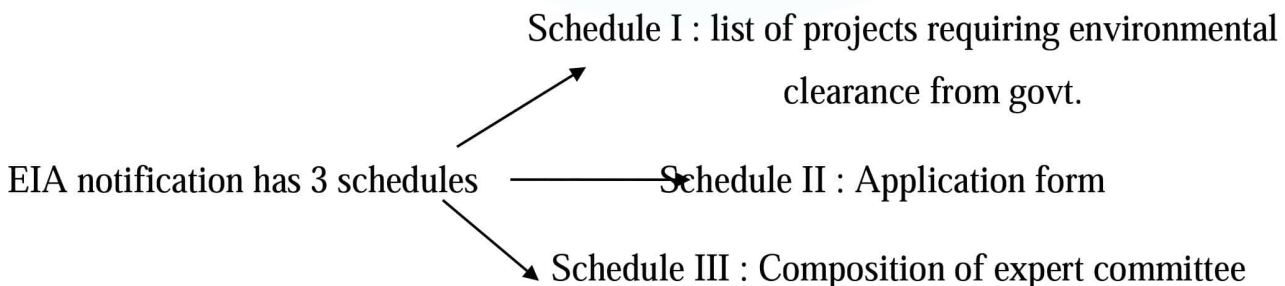 Schedule I : list of projects requiring environmental
clearance from govt.
EIA notification has 3 schedules
Schedule II : Application form
Schedule III : Composition of expert committee